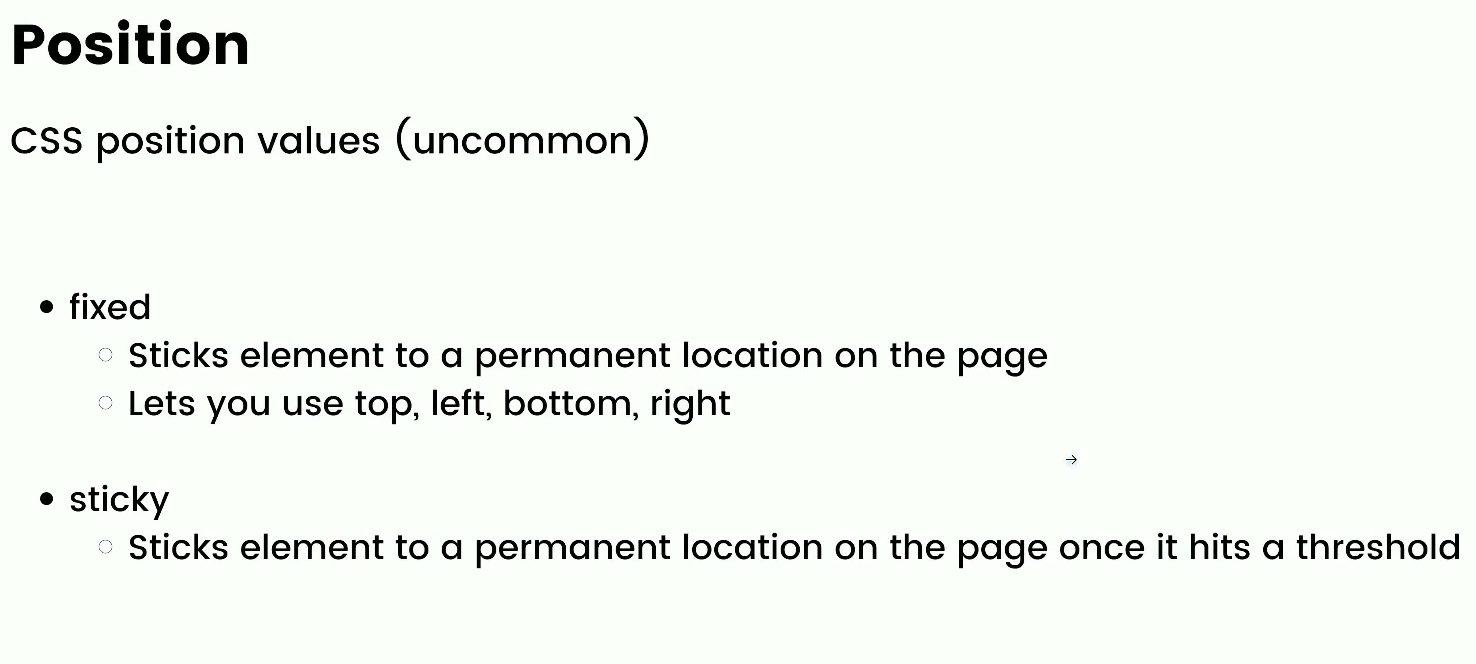 Position
CSS position values (uncommon)
• fixed
○ Sticks element to a permanent location on the page
○ Lets you use top, left, bottom, right
→
• sticky
○ Sticks element to a permanent location on the page once it hits a threshold